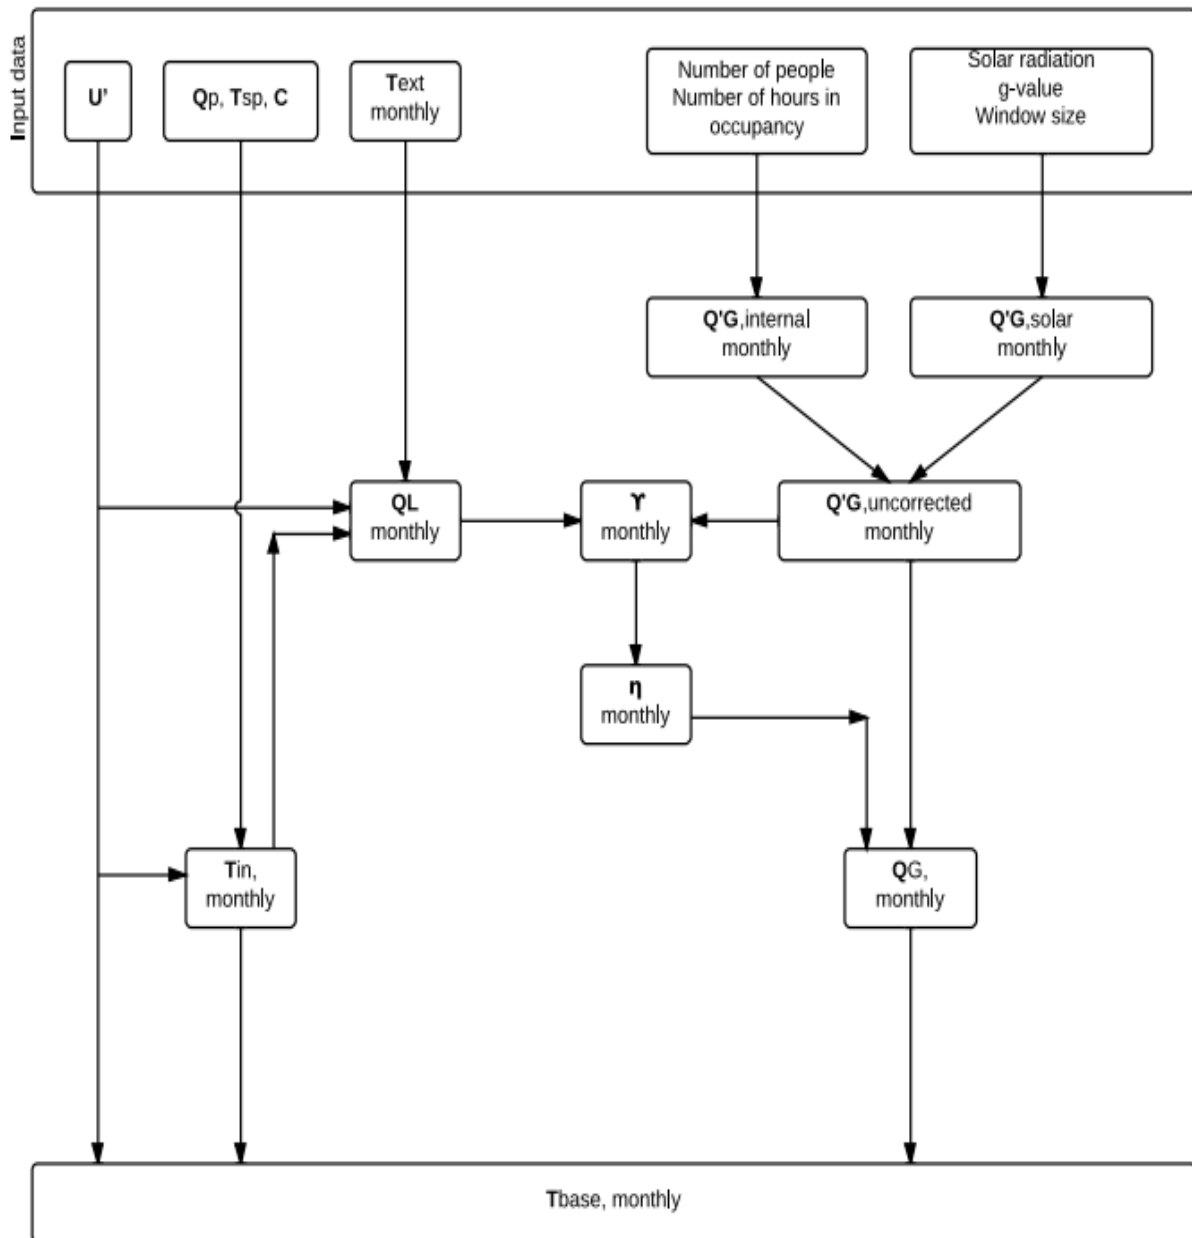 Input data
U'
Qp, Tsp, C
Text
monthly
Number of people
Number of hours in
occupancy
Solar radiation
g-value
Window size
Q'G,internal
monthly
Q'G,solar
monthly
QL
monthly
ϒ
monthly
Q'G,uncorrected
monthly
η
monthly
Tin,
monthly
QG,
monthly
Tbase, monthly